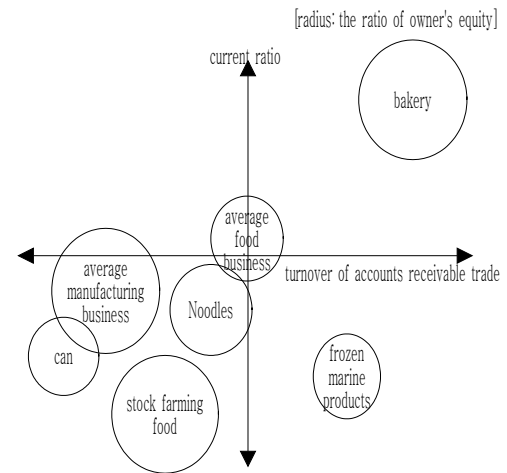 [radius: the ratio of owner's equity]
current ratio
bakery
average
food
business
turnover of accounts receivable trade
average
manufacturing
business
Noodles
can
frozen
marine
products
stock farming
food